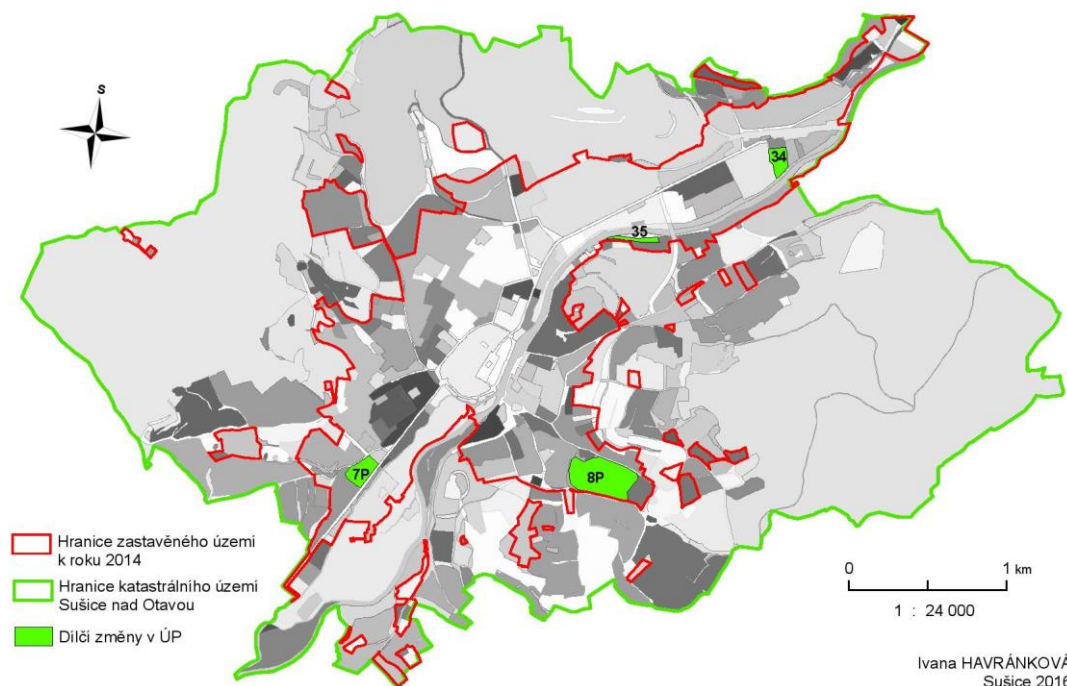 S
34
35
7P
8P
Hranice zastavěného území
k roku 2014
Hranice katastrálního území
Sušice nad Otavou
Dílčí změny v ÚP
0 1 km
1 : 24 000
Ivana HAVRÁNKOVÁ
Sušice 2016